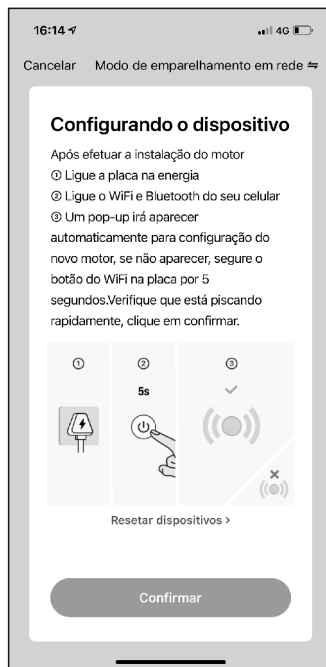 16:14 4G
Cancelar Modo de emparelhamento em rede
Configurando o dispositivo
Após efetuar a instalação do motor
① Ligue a placa na energia
② Ligue o WiFi e Bluetooth do seu celular
③ Um pop-up irá aparecer
automaticamente para configuração do
novo motor, se não aparecer, segure o
botão do WiFi na placa por 5
segundos.Verifique que está piscando
rapidamente, clique em confirmar.
① ② ③
5s
Resetar dispositivos >
Confirmar